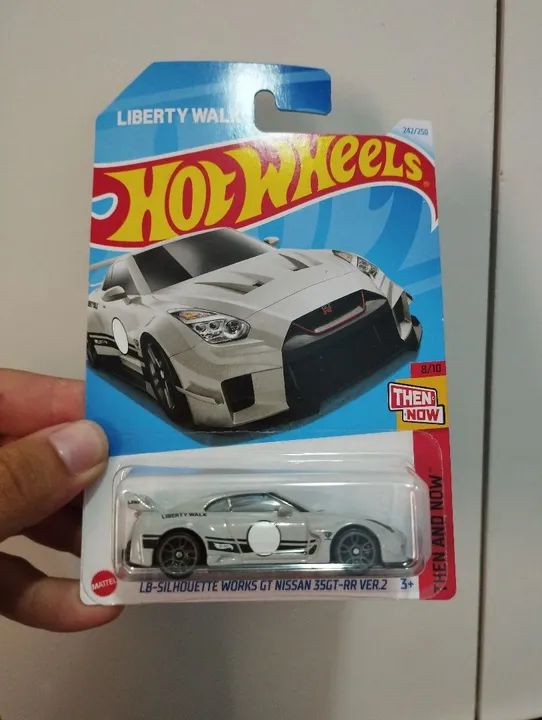 LIBERTY WALK
242/250
HOT WHEELS
8/10
THEN
NOW
THEN AND NOW™
LIBERTY WALK
MATTEL
LB-SILHOUETTE WORKS GT NISSAN 35GT-RR VER.2
3+